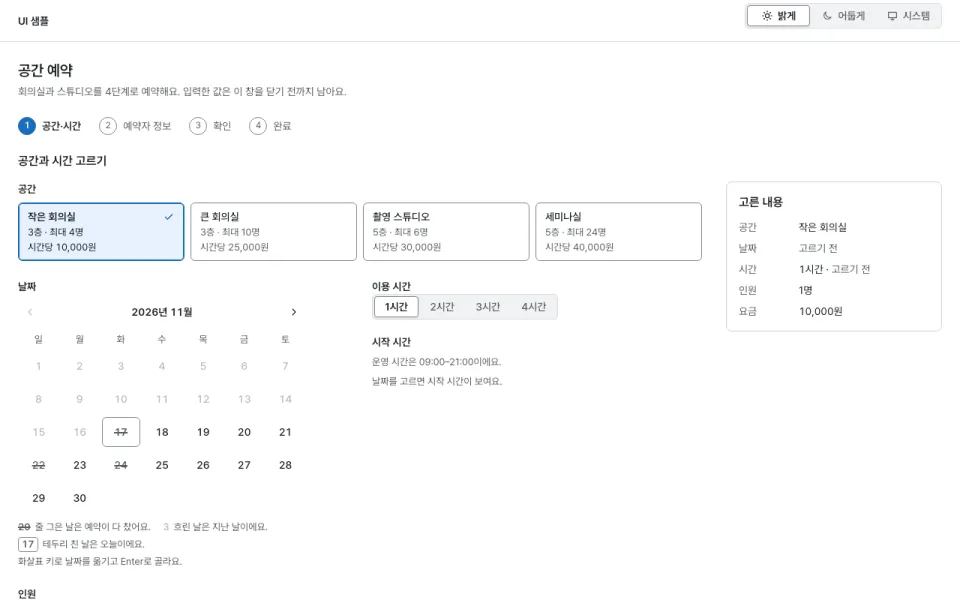 UI 샘플
밝게
어둡게
시스템
공간 예약
회의실과 스튜디오를 4단계로 예약해요. 입력한 값은 이 창을 닫기 전까지 남아요.
1 공간·시간 2 예약자 정보 3 확인 4 완료
공간과 시간 고르기
공간
작은 회의실
3층 · 최대 4명
시간당 10,000원
큰 회의실
3층 · 최대 10명
시간당 25,000원
촬영 스튜디오
5층 · 최대 6명
시간당 30,000원
세미나실
5층 · 최대 24명
시간당 40,000원
날짜
2026년 11월
일 월 화 수 목 금 토
1 2 3 4 5 6 7
8 9 10 11 12 13 14
15 16 17 18 19 20 21
22 23 24 25 26 27 28
29 30
20 줄 그은 날은 예약이 다 찼어요. 3 흐린 날은 지난 날이에요.
17 테두리 친 날은 오늘이에요.
화살표 키로 날짜를 옮기고 Enter로 골라요.
인원
이용 시간
1시간 2시간 3시간 4시간
시작 시간
운영 시간은 09:00–21:00이에요.
날짜를 고르면 시작 시간이 보여요.
고른 내용
공간 작은 회의실
날짜 고르기 전
시간 1시간 · 고르기 전
인원 1명
요금 10,000원